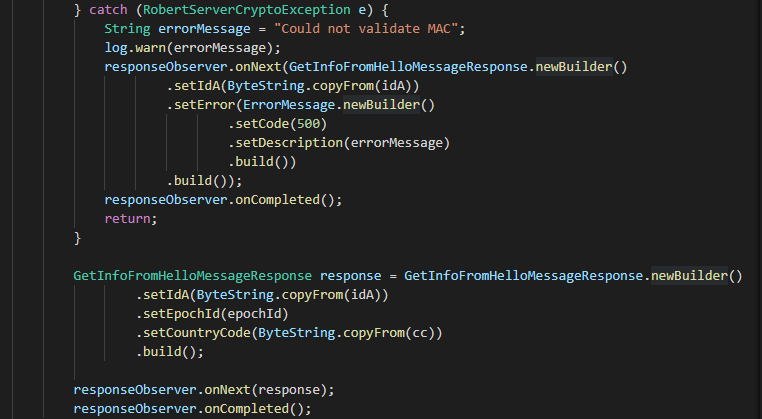 } catch (RobertServerCryptoException e) {
String errorMessage = "Could not validate MAC";
log.warn(errorMessage);
responseObserver.onNext(GetInfoFromHelloMessageResponse.newBuilder()
.setIdA(ByteString.copyFrom(idA))
.setError(ErrorMessage.newBuilder()
.setCode(500)
.setDescription(errorMessage)
.build())
.build());
responseObserver.onCompleted();
return;
}
GetInfoFromHelloMessageResponse response = GetInfoFromHelloMessageResponse.newBuilder()
.setIdA(ByteString.copyFrom(idA))
.setEpochId(epochId)
.setCountryCode(ByteString.copyFrom(cc))
.build();
responseObserver.onNext(response);
responseObserver.onCompleted();